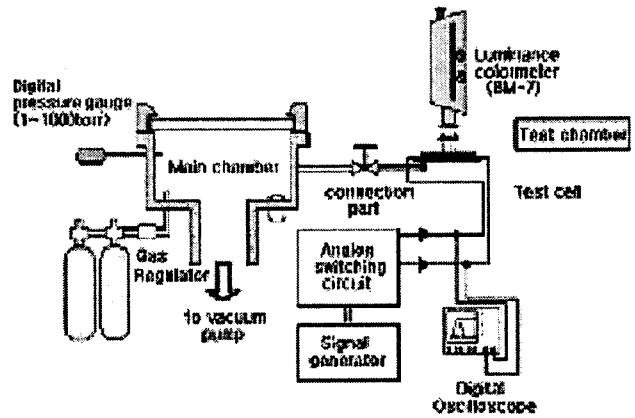 Digital
pressure gauge
(1~1000torr)
Luminance
colormeter
(BM-7)
Test chamber
Main chamber
connection
part
Test cell
Gas
Regulator
Analog
switching
circuit
to vacuum
pump
Signal
generator
Digital
Oscilloscope